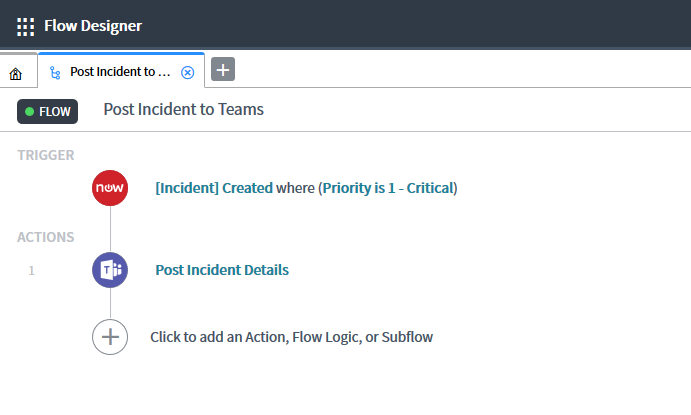 Flow Designer
Post Incident to ...
FLOW
Post Incident to Teams
TRIGGER
now
[Incident] Created where (Priority is 1 - Critical)
ACTIONS
1
T
Post Incident Details
Click to add an Action, Flow Logic, or Subflow